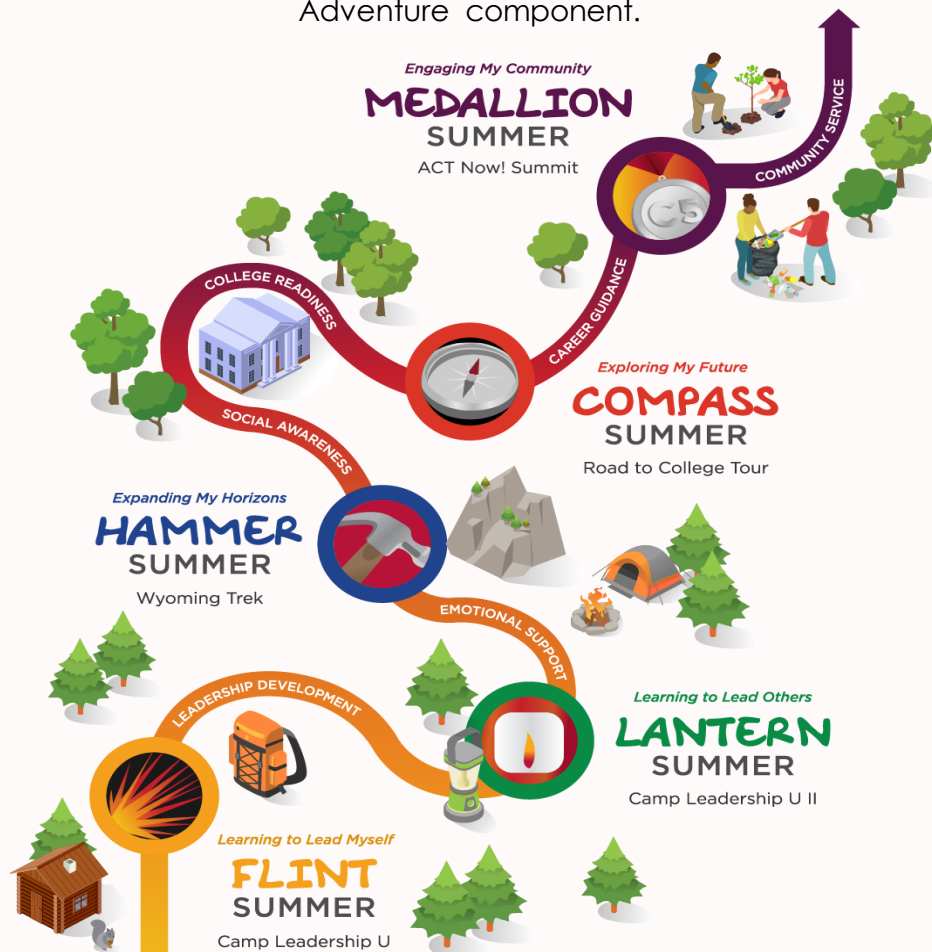 Adventure component.
Engaging My Community
MEDALLION
SUMMER
ACT Now! Summit
COMMUNITY SERVICE
C5
COLLEGE READINESS
CAREER GUIDANCE
Exploring My Future
COMPASS
SUMMER
Road to College Tour
SOCIAL AWARENESS
Expanding My Horizons
HAMMER
SUMMER
Wyoming Trek
EMOTIONAL SUPPORT
LEADERSHIP DEVELOPMENT
Learning to Lead Others
LANTERN
SUMMER
Camp Leadership U II
Learning to Lead Myself
FLINT
SUMMER
Camp Leadership U